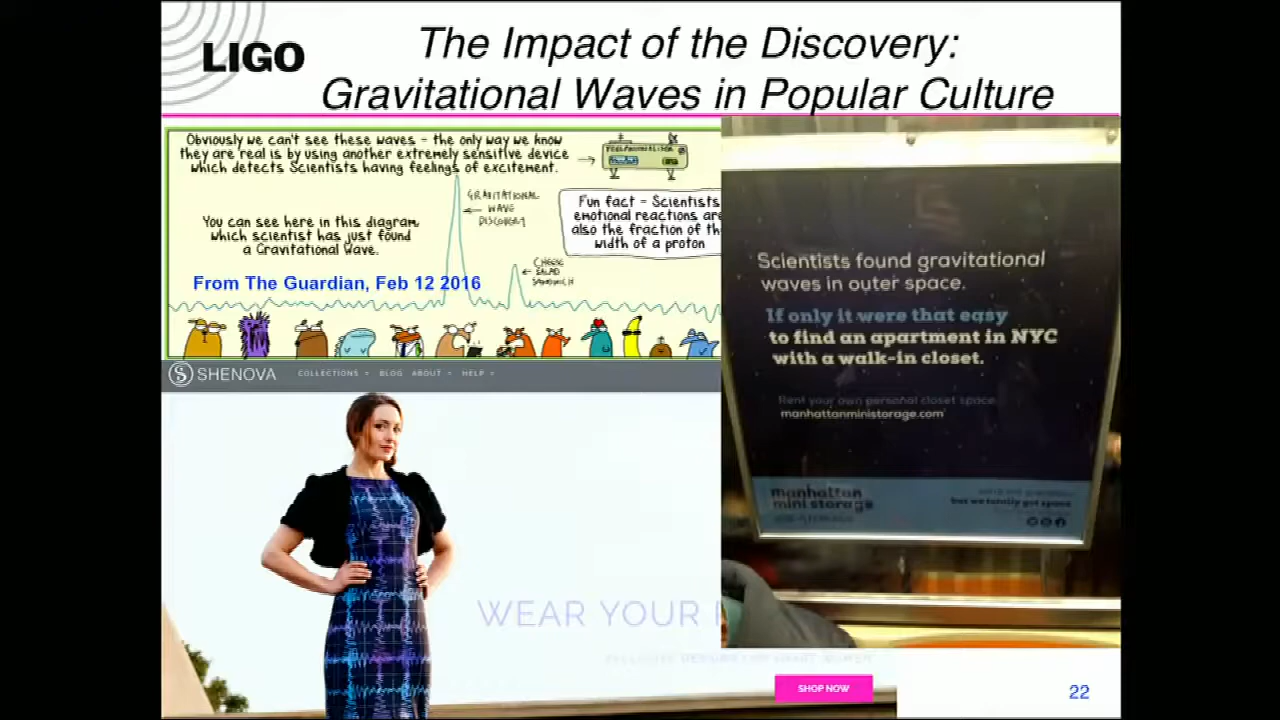 LIGO
The Impact of the Discovery:
Gravitational Waves in Popular Culture
Obviously we can't see these waves - the only way we know
they are real is by using another extremely sensitive device
which detects Scientists having feelings of excitement.
You can see here in this diagram
which scientist has just found
a Gravitational Wave.
GRAVITATIONAL
WAVE
DISCOVERY
Fun fact - Scientists
emotional reactions are
also the fraction of th
width of a proton
CHEESE
SALAD
SANDWICH
From The Guardian, Feb 12 2016
SHENOVA
COLLECTIONS
BLOG
ABOUT
HELP
WEAR YOUR
SHOP NOW
Scientists found gravitational
waves in outer space.
If only it were that easy
to find an apartment in NYC
with a walk-in closet.
Rent your own personal closet space
manhattanministorage.com
manhattan
mini storage
but we totally got space
22